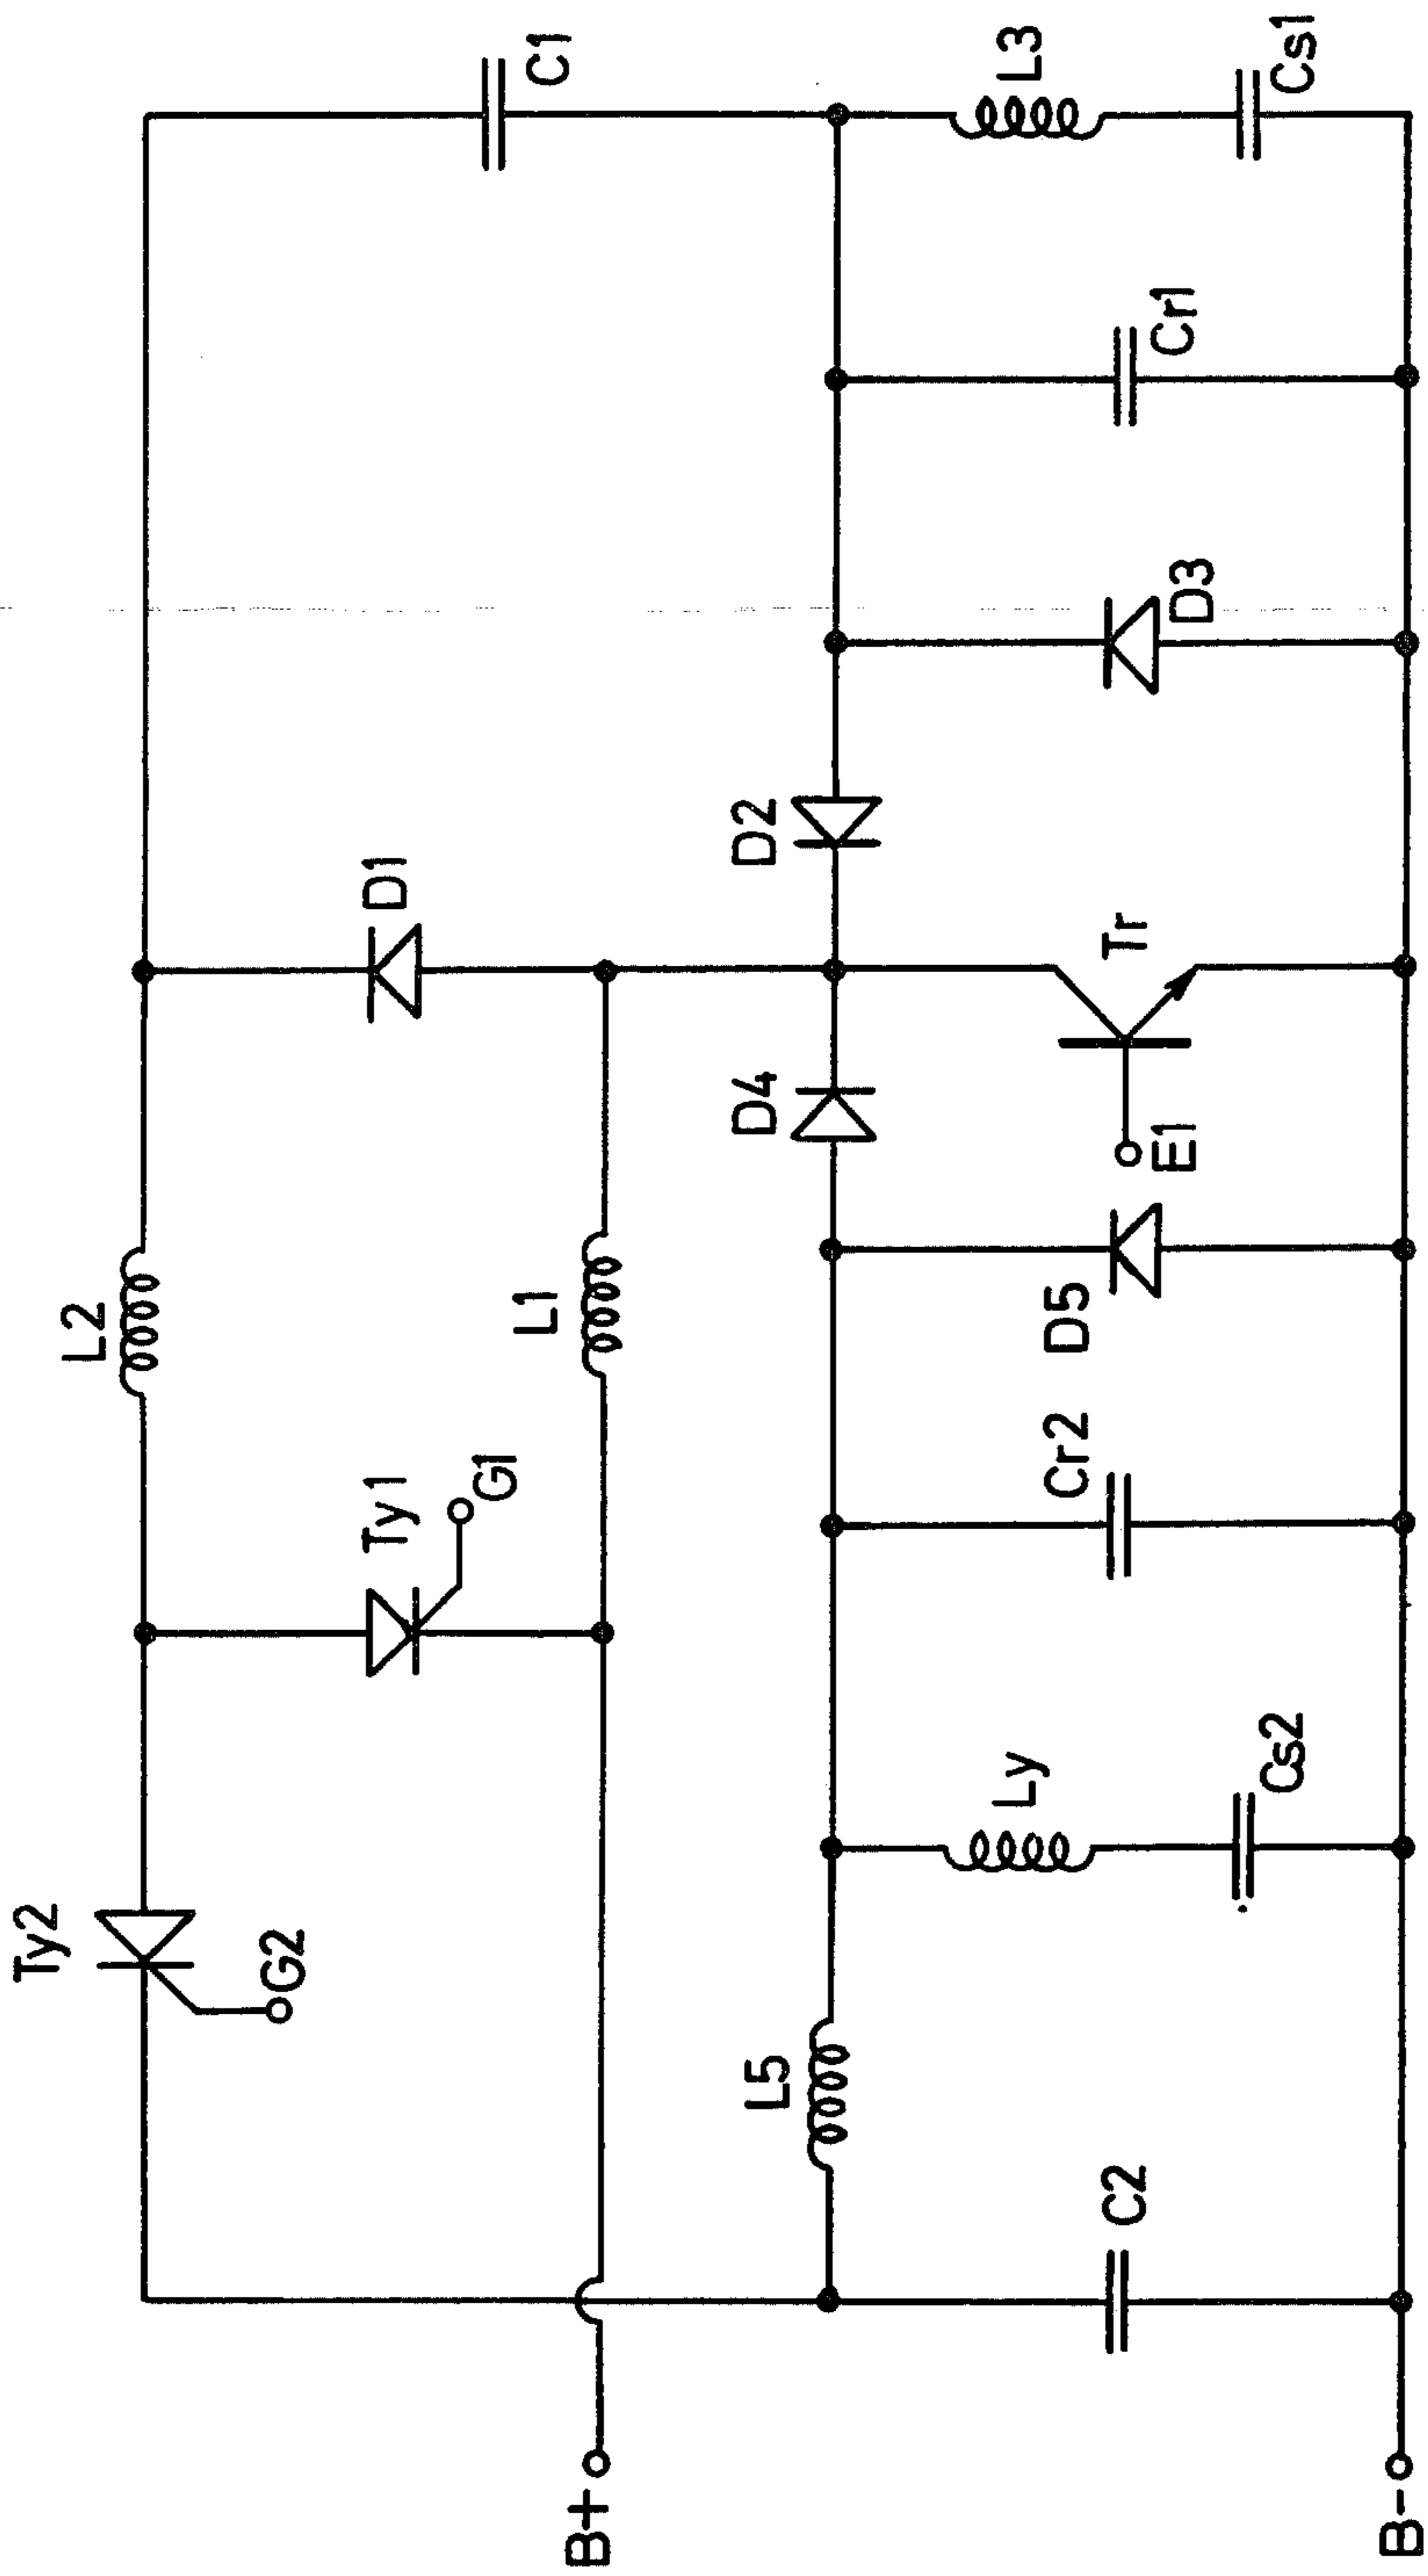 Ty2
G2
L2
Ty1
G1
D1
C1
B+
L1
L5
D4
D2
L3
Ly
Cs2
Cr2
D5
E1
Tr
D3
Cr1
Cs1
C2
B-